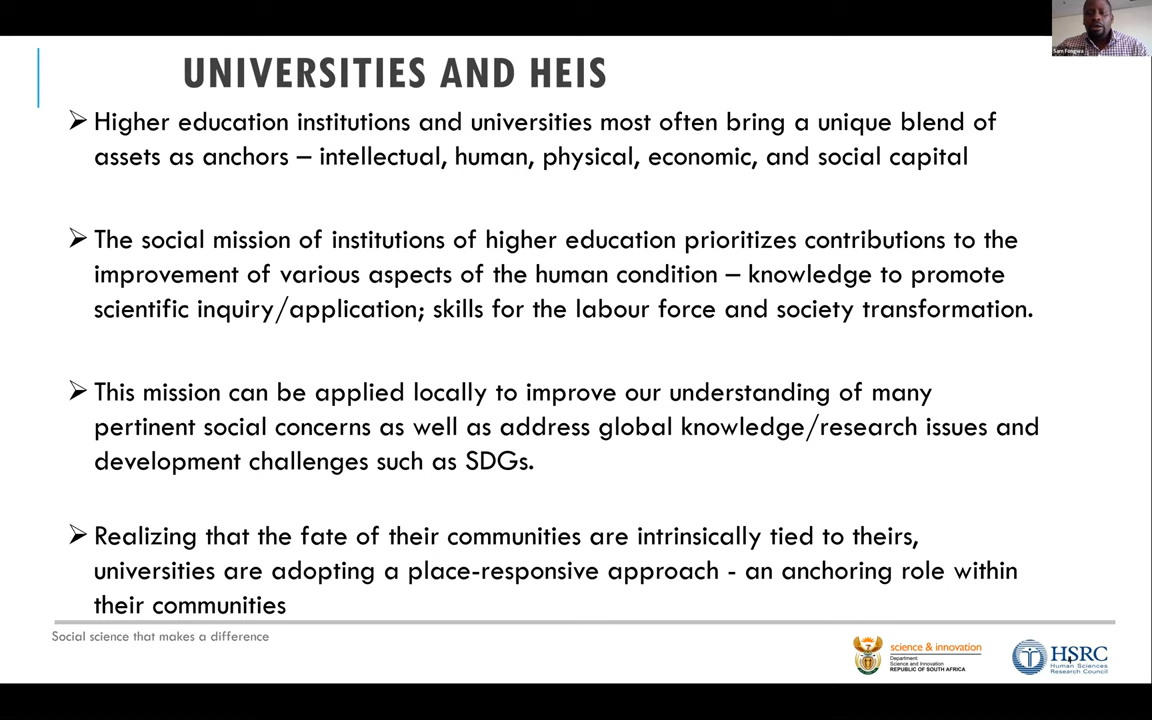 Sam Fongwa
UNIVERSITIES AND HEIS
➢ Higher education institutions and universities most often bring a unique blend of
assets as anchors – intellectual, human, physical, economic, and social capital
➢ The social mission of institutions of higher education prioritizes contributions to the
improvement of various aspects of the human condition – knowledge to promote
scientific inquiry/application; skills for the labour force and society transformation.
➢ This mission can be applied locally to improve our understanding of many
pertinent social concerns as well as address global knowledge/research issues and
development challenges such as SDGs.
➢ Realizing that the fate of their communities are intrinsically tied to theirs,
universities are adopting a place-responsive approach - an anchoring role within
their communities
Social science that makes a difference
science & innovation
Department:
Science and Innovation
REPUBLIC OF SOUTH AFRICA
HSRC
Human Sciences
Research Council